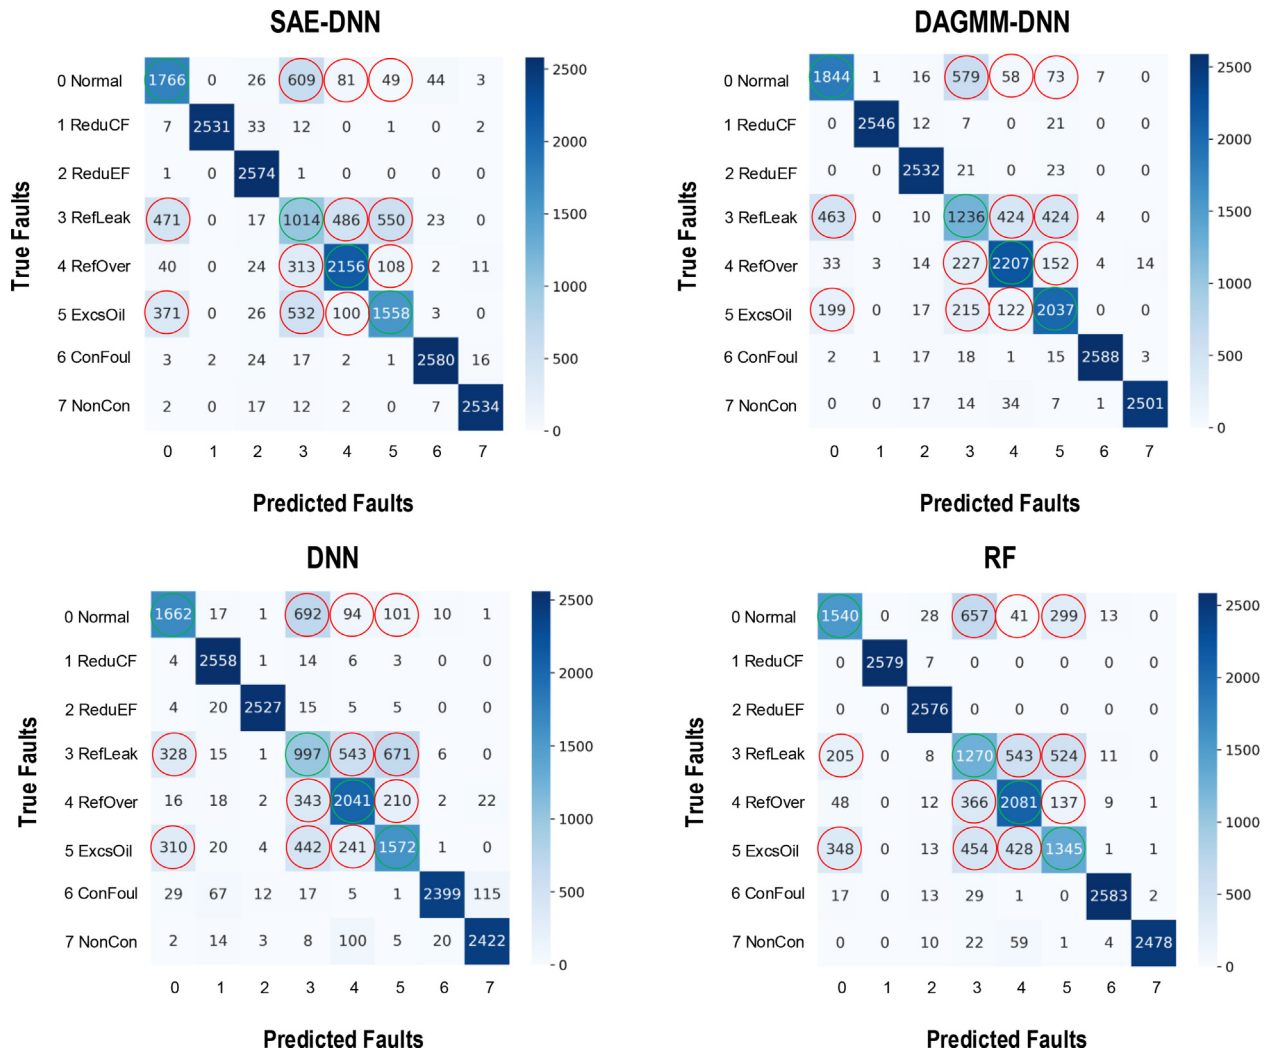 SAE-DNN
True Faults
0 Normal 1766 0 26 609 81 49 44 3
1 ReduCF 7 2531 33 12 0 1 0 2
2 ReduEF 1 0 2574 1 0 0 0 0
3 RefLeak 471 0 17 1014 486 550 23 0
4 RefOver 40 0 24 313 2156 108 2 11
5 ExcsOil 371 0 26 532 100 1558 3 0
6 ConFoul 3 2 24 17 2 1 2580 16
7 NonCon 2 0 17 12 2 0 7 2534
0 1 2 3 4 5 6 7
Predicted Faults
2500
2000
1500
1000
500
0
DAGMM-DNN
True Faults
0 Normal 1844 1 16 579 58 73 7 0
1 ReduCF 0 2546 12 7 0 21 0 0
2 ReduEF 0 0 2532 21 0 23 0 0
3 RefLeak 463 0 10 1236 424 424 4 0
4 RefOver 33 3 14 227 2207 152 4 14
5 ExcsOil 199 0 17 215 122 2037 0 0
6 ConFoul 2 1 17 18 1 15 2588 3
7 NonCon 0 0 17 14 34 7 1 2501
0 1 2 3 4 5 6 7
Predicted Faults
2500
2000
1500
1000
500
0
DNN
True Faults
0 Normal 1662 17 1 692 94 101 10 1
1 ReduCF 4 2558 1 14 6 3 0 0
2 ReduEF 4 20 2527 15 5 5 0 0
3 RefLeak 328 15 1 997 543 671 6 0
4 RefOver 16 18 2 343 2041 210 2 22
5 ExcsOil 310 20 4 442 241 1572 1 0
6 ConFoul 29 67 12 17 5 1 2399 115
7 NonCon 2 14 3 8 100 5 20 2422
0 1 2 3 4 5 6 7
Predicted Faults
2500
2000
1500
1000
500
0
RF
True Faults
0 Normal 1540 0 28 657 41 299 13 0
1 ReduCF 0 2579 7 0 0 0 0 0
2 ReduEF 0 0 2576 0 0 0 0 0
3 RefLeak 205 0 8 1270 543 524 11 0
4 RefOver 48 0 12 366 2081 137 9 1
5 ExcsOil 348 0 13 454 428 1345 1 1
6 ConFoul 17 0 13 29 1 0 2583 2
7 NonCon 0 0 10 22 59 1 4 2478
0 1 2 3 4 5 6 7
Predicted Faults
2500
2000
1500
1000
500
0